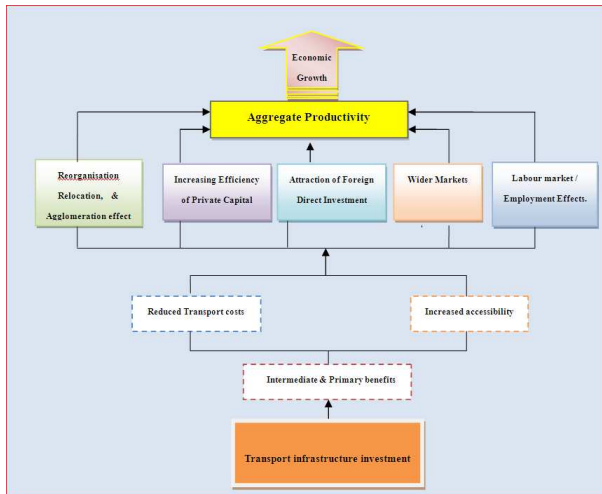 Economic
Growth
Aggregate Productivity
Reorganisation
Relocation, &
Agglomeration effect
Increasing Efficiency
of Private Capital
Attraction of Foreign
Direct Investment
Wider Markets
Labour market /
Employment Effects.
Reduced Transport costs
Increased accessibility
Intermediate & Primary benefits
Transport infrastructure investment